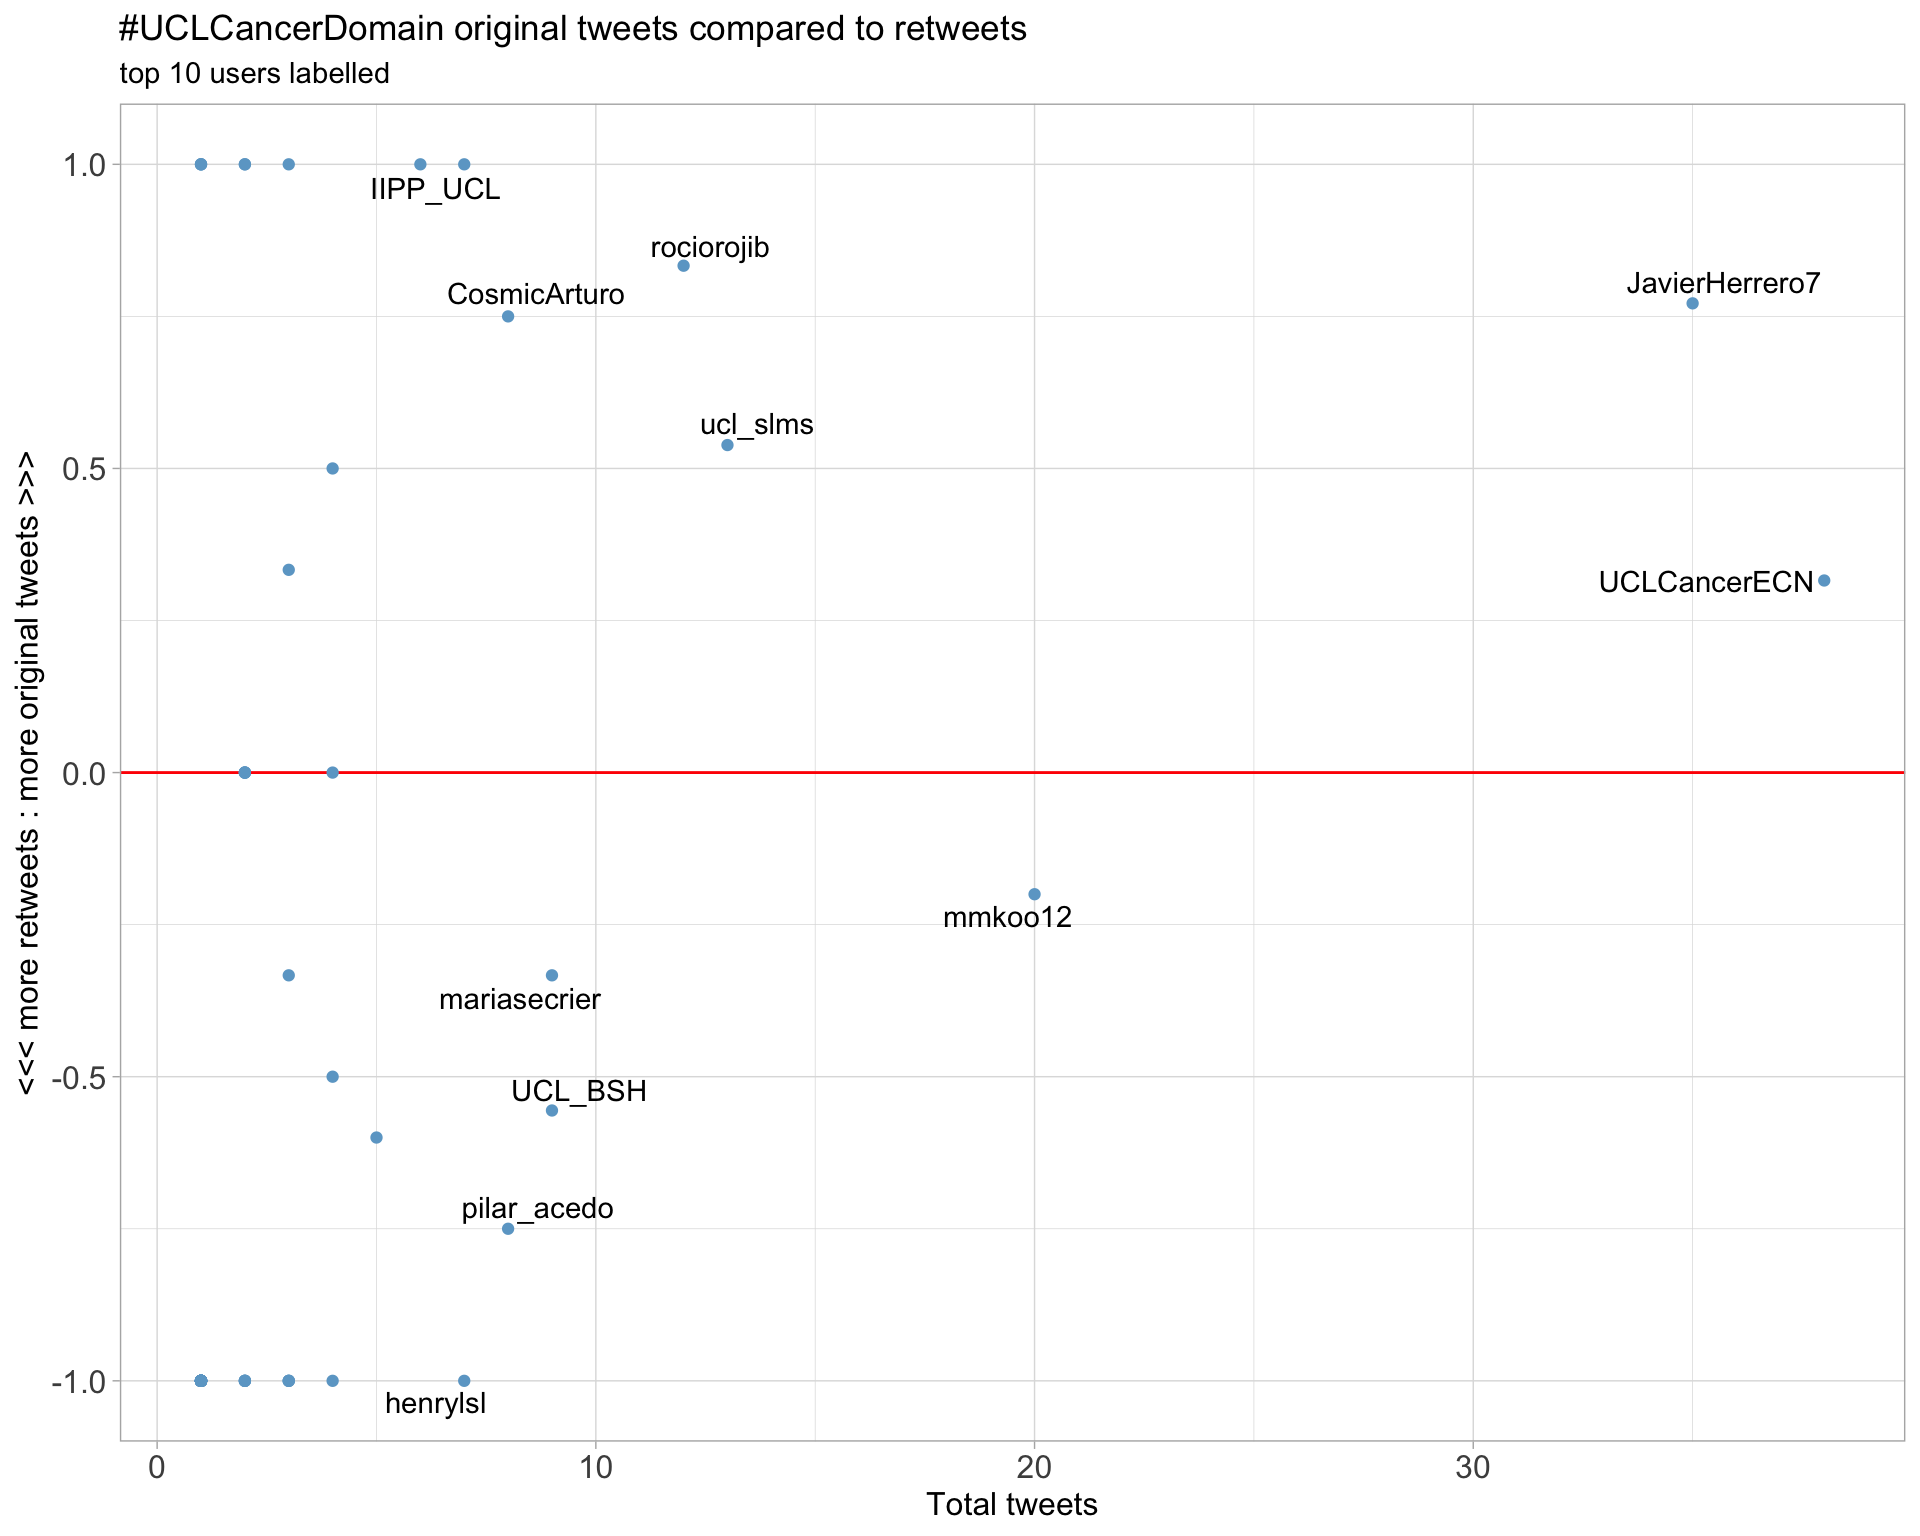 #UCLCancerDomain original tweets compared to retweets
top 10 users labelled
<<< more retweets : more original tweets >>>
1.0
0.5
0.0
-0.5
-1.0
IIPP_UCL
rociorojib
JavierHerrero7
CosmicArturo
ucl_slms
UCLCancerECN
mmkoo12
mariasecrier
UCL_BSH
pilar_acedo
henrylsl
0 10 20 30
Total tweets